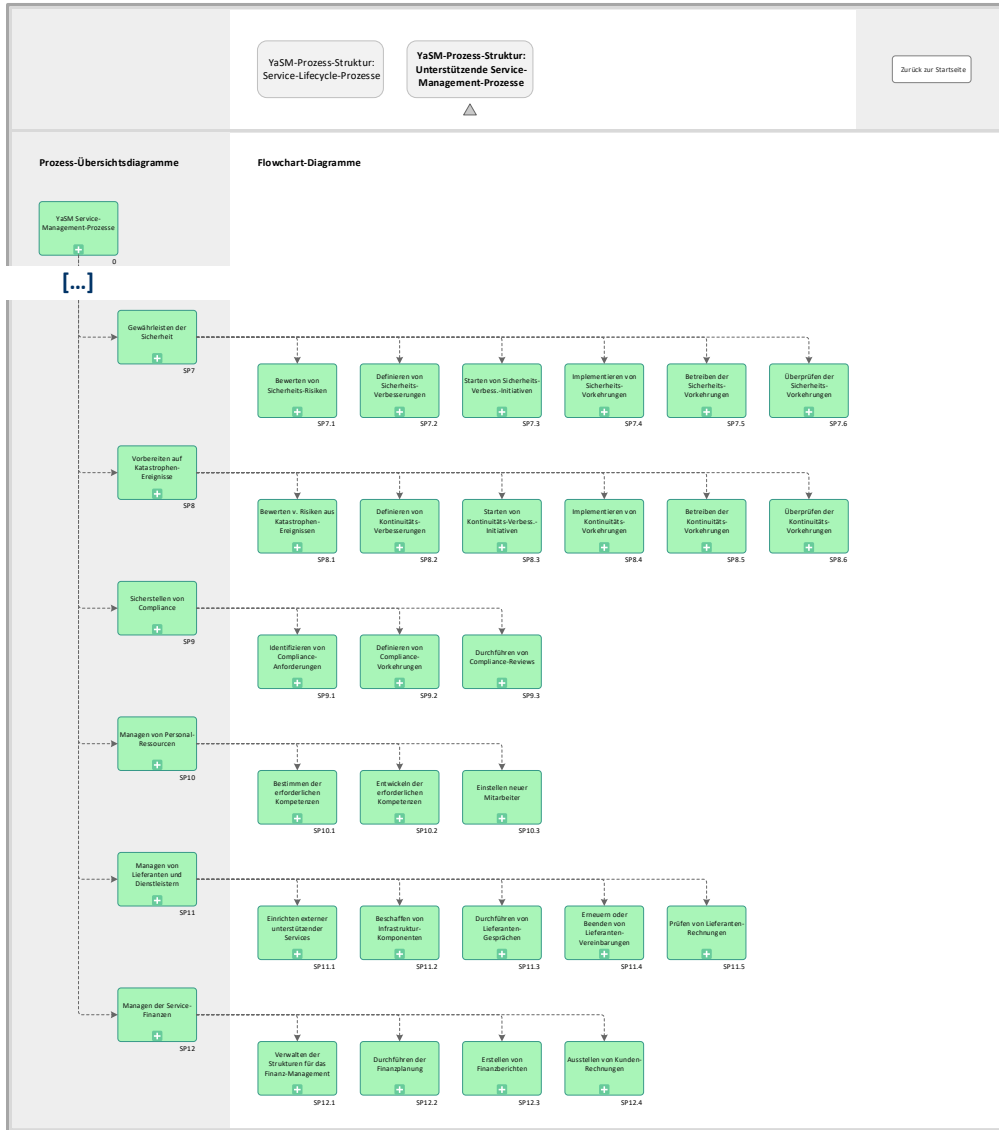 YaSM-Prozess-Struktur:
Service-Lifecycle-Prozesse
YaSM-Prozess-Struktur:
Unterstützende Service-
Management-Prozesse
Zurück zur Startseite
Prozess-Übersichtsdiagramme
Flowchart-Diagramme
YaSM Service-
Management-Prozesse
0
[...]
Gewährleisten der
Sicherheit
SP7
Bewerten von
Sicherheits-Risiken
SP7.1
Definieren von
Sicherheits-
Verbesserungen
SP7.2
Starten von Sicherheits-
Verbess.-Initiativen
SP7.3
Implementieren von
Sicherheits-
Vorkehrungen
SP7.4
Betreiben der
Sicherheits-
Vorkehrungen
SP7.5
Überprüfen der
Sicherheits-
Vorkehrungen
SP7.6
Vorbereiten auf
Katastrophen-
Ereignisse
SP8
Bewerten v. Risiken aus
Katastrophen-
Ereignissen
SP8.1
Definieren von
Kontinuitäts-
Verbesserungen
SP8.2
Starten von
Kontinuitäts-Verbess.-
Initiativen
SP8.3
Implementieren von
Kontinuitäts-
Vorkehrungen
SP8.4
Betreiben der
Kontinuitäts-
Vorkehrungen
SP8.5
Überprüfen der
Kontinuitäts-
Vorkehrungen
SP8.6
Sicherstellen von
Compliance
SP9
Identifizieren von
Compliance-
Anforderungen
SP9.1
Definieren von
Compliance-
Vorkehrungen
SP9.2
Durchführen von
Compliance-Reviews
SP9.3
Managen von Personal-
Ressourcen
SP10
Bestimmen der
erforderlichen
Kompetenzen
SP10.1
Entwickeln der
erforderlichen
Kompetenzen
SP10.2
Einstellen neuer
Mitarbeiter
SP10.3
Managen von
Lieferanten und
Dienstleistern
SP11
Einrichten externer
unterstützender
Services
SP11.1
Beschaffen von
Infrastruktur-
Komponenten
SP11.2
Durchführen von
Lieferanten-
Gesprächen
SP11.3
Erneuern oder
Beenden von
Lieferanten-
Vereinbarungen
SP11.4
Prüfen von Lieferanten-
Rechnungen
SP11.5
Managen der Service-
Finanzen
SP12
Verwalten der
Strukturen für das
Finanz-Management
SP12.1
Durchführen der
Finanzplanung
SP12.2
Erstellen von
Finanzberichten
SP12.3
Ausstellen von Kunden-
Rechnungen
SP12.4